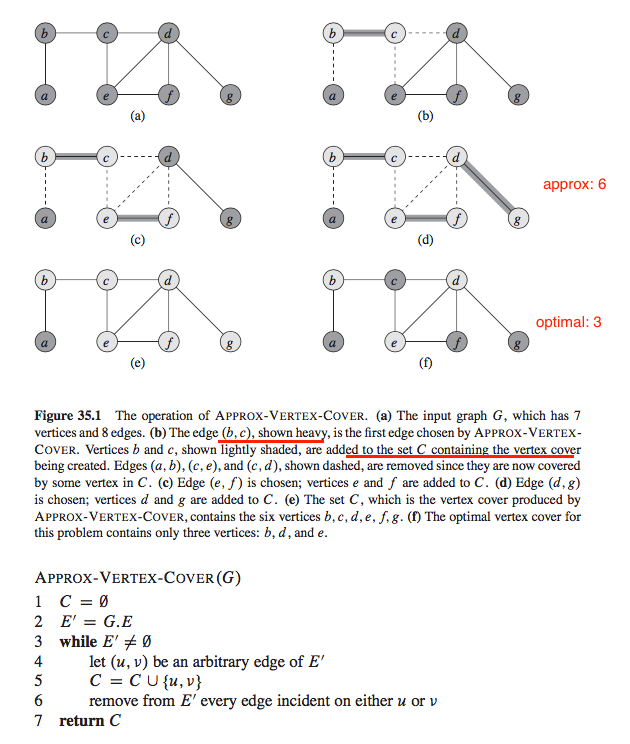 b c d b c d
a e f g a e f g
(a) (b)
b c d b c d
approx: 6
a e f g a e f g
(c) (d)
b c d b c d
optimal: 3
a e f g a e f g
(e) (f)
Figure 35.1 The operation of APPROX-VERTEX-COVER. (a) The input graph G, which has 7
vertices and 8 edges. (b) The edge (b, c), shown heavy, is the first edge chosen by APPROX-VERTEX-
COVER. Vertices b and c, shown lightly shaded, are added to the set C containing the vertex cover
being created. Edges (a, b), (c, e), and (c, d), shown dashed, are removed since they are now covered
by some vertex in C. (c) Edge (e, f) is chosen; vertices e and f are added to C. (d) Edge (d, g)
is chosen; vertices d and g are added to C. (e) The set C, which is the vertex cover produced by
APPROX-VERTEX-COVER, contains the six vertices b, c, d, e, f, g. (f) The optimal vertex cover for
this problem contains only three vertices: b, d, and e.
APPROX-VERTEX-COVER(G)
1 C = ∅
2 E′ = G.E
3 while E′ ≠ ∅
4 let (u, v) be an arbitrary edge of E′
5 C = C ∪ {u, v}
6 remove from E′ every edge incident on either u or v
7 return C